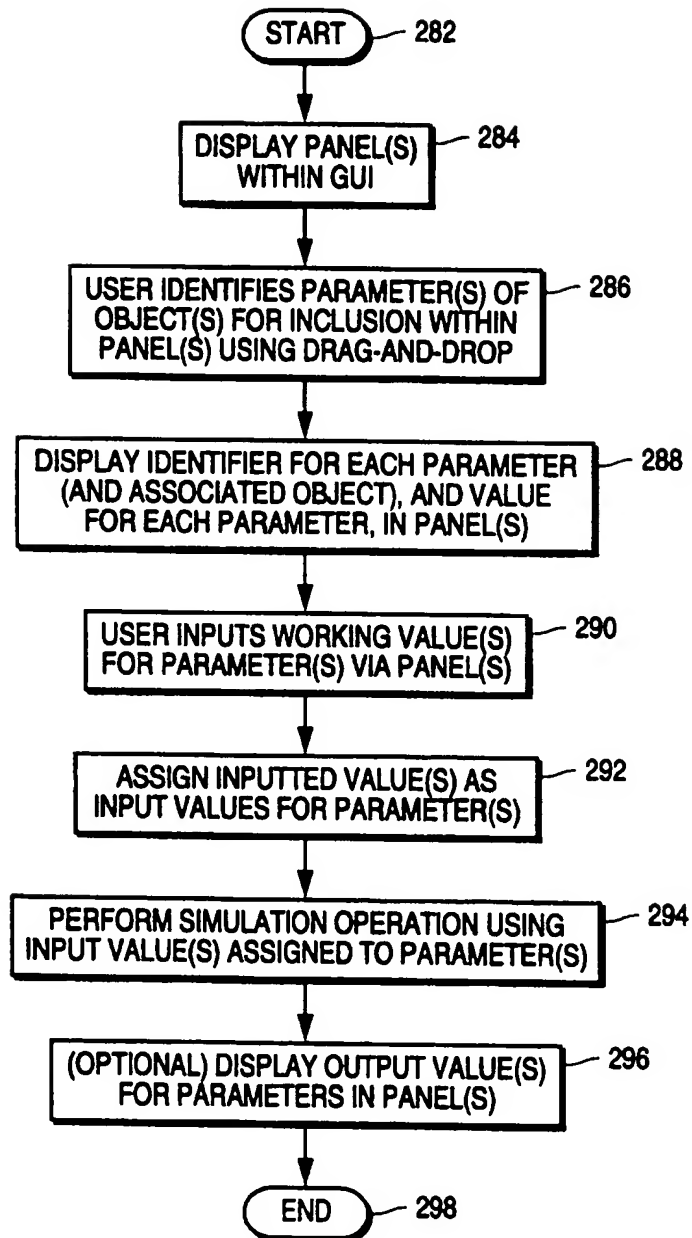 START
282
DISPLAY PANEL(S)
WITHIN GUI
284
USER IDENTIFIES PARAMETER(S) OF
OBJECT(S) FOR INCLUSION WITHIN
PANEL(S) USING DRAG-AND-DROP
286
DISPLAY IDENTIFIER FOR EACH PARAMETER
(AND ASSOCIATED OBJECT), AND VALUE
FOR EACH PARAMETER, IN PANEL(S)
288
USER INPUTS WORKING VALUE(S)
FOR PARAMETER(S) VIA PANEL(S)
290
ASSIGN INPUTTED VALUE(S) AS
INPUT VALUES FOR PARAMETER(S)
292
PERFORM SIMULATION OPERATION USING
INPUT VALUE(S) ASSIGNED TO PARAMETER(S)
294
(OPTIONAL) DISPLAY OUTPUT VALUE(S)
FOR PARAMETERS IN PANEL(S)
296
END
298